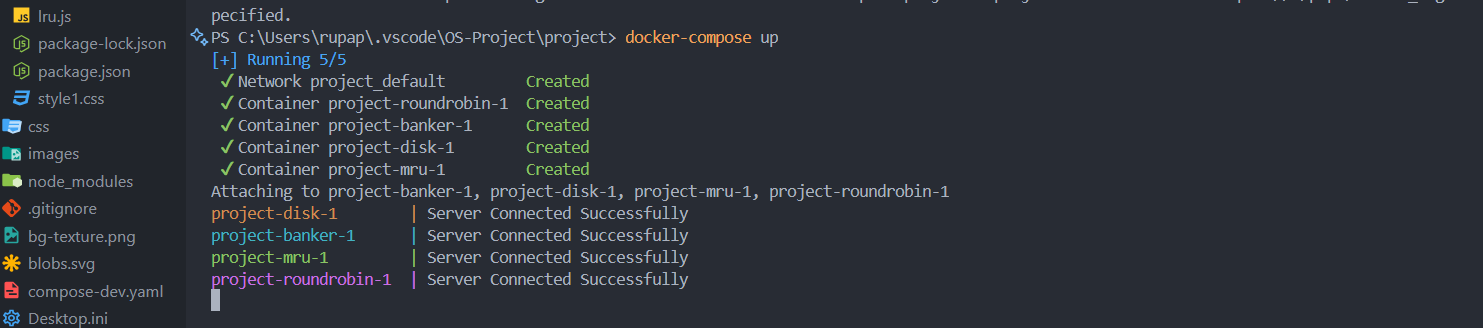 lru.js
package-lock.json
package.json
style1.css
css
images
node_modules
.gitignore
bg-texture.png
blobs.svg
compose-dev.yaml
Desktop.ini
pecified.
PS C:\Users\rupap\.vscode\OS-Project\project> docker-compose up
[+] Running 5/5
✔ Network project_default Created
✔ Container project-roundrobin-1 Created
✔ Container project-banker-1 Created
✔ Container project-disk-1 Created
✔ Container project-mru-1 Created
Attaching to project-banker-1, project-disk-1, project-mru-1, project-roundrobin-1
project-disk-1 | Server Connected Successfully
project-banker-1 | Server Connected Successfully
project-mru-1 | Server Connected Successfully
project-roundrobin-1 | Server Connected Successfully